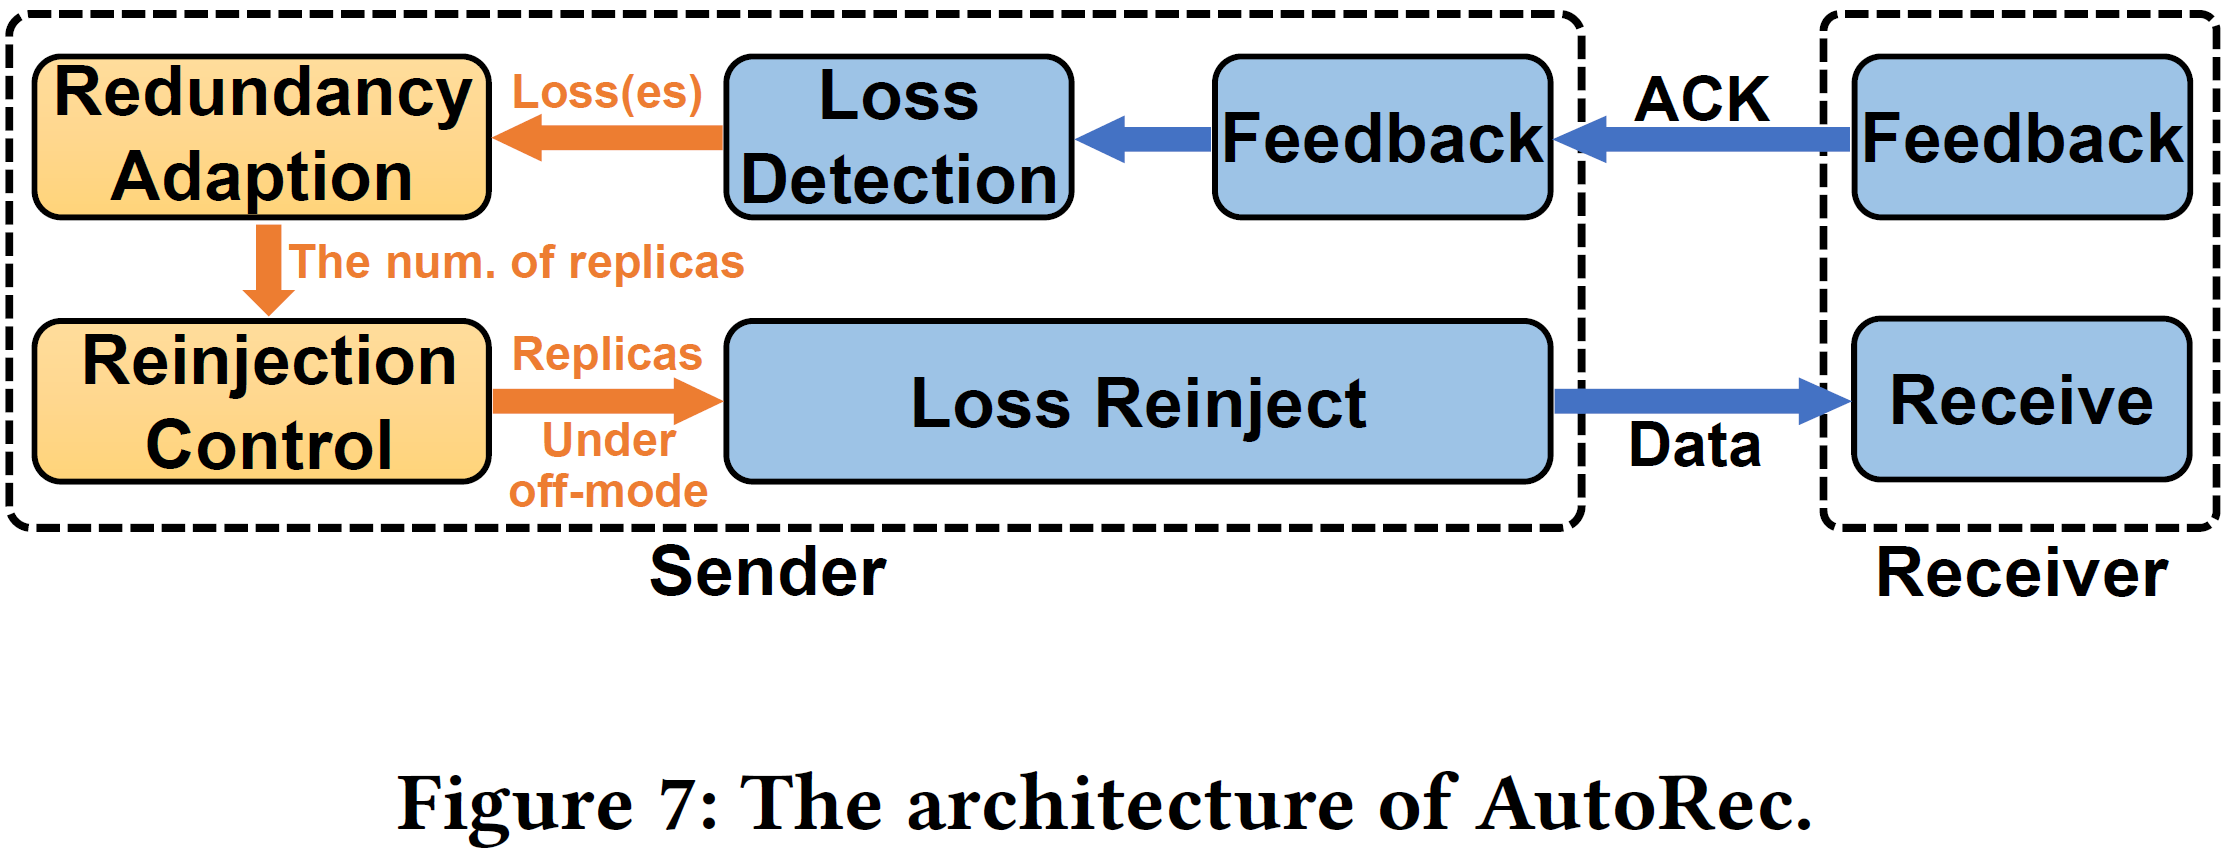 Redundancy
Adaption
Loss(es)
Loss
Detection
Feedback
ACK
Feedback
The num. of replicas
Reinjection
Control
Replicas
Under
off-mode
Loss Reinject
Data
Receive
Sender
Receiver
Figure 7: The architecture of AutoRec.